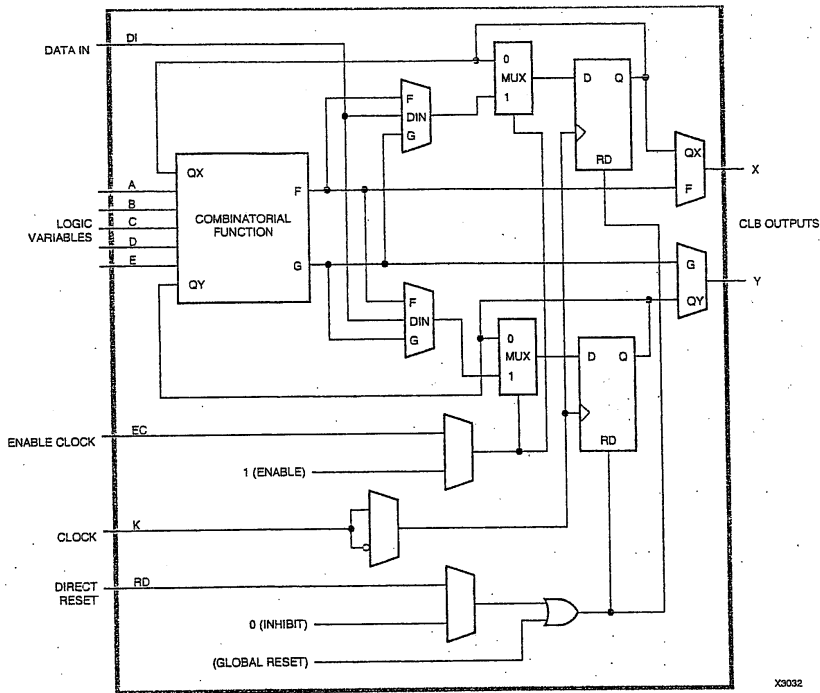 DATA IN
DI
0
MUX
1
D Q
RD
F
DIN
G
QX
F
X
QX
A
B
LOGIC VARIABLES
C
D
E
COMBINATORIAL FUNCTION
F
G
QY
CLB OUTPUTS
G
QY
Y
F
DIN
G
0
MUX
1
D Q
RD
ENABLE CLOCK
EC
1 (ENABLE)
CLOCK
K
DIRECT RESET
RD
0 (INHIBIT)
(GLOBAL RESET)
X3032